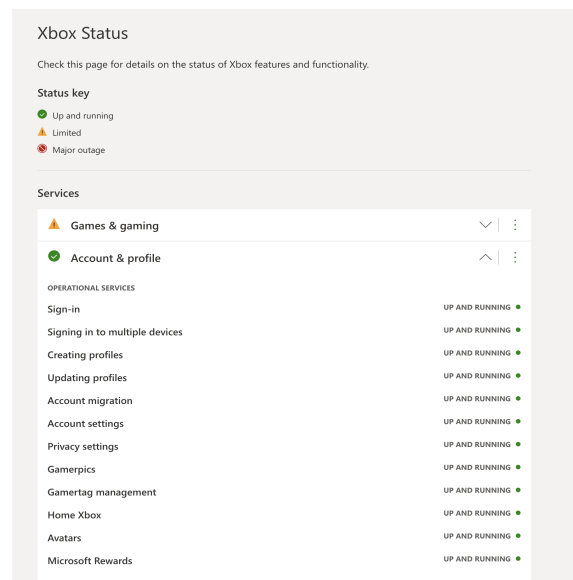 Xbox Status
Check this page for details on the status of Xbox features and functionality.
Status key
Up and running
Limited
Major outage
Services
Games & gaming
Account & profile
OPERATIONAL SERVICES
Sign-in UP AND RUNNING
Signing in to multiple devices UP AND RUNNING
Creating profiles UP AND RUNNING
Updating profiles UP AND RUNNING
Account migration UP AND RUNNING
Account settings UP AND RUNNING
Privacy settings UP AND RUNNING
Gamerpics UP AND RUNNING
Gamertag management UP AND RUNNING
Home Xbox UP AND RUNNING
Avatars UP AND RUNNING
Microsoft Rewards UP AND RUNNING